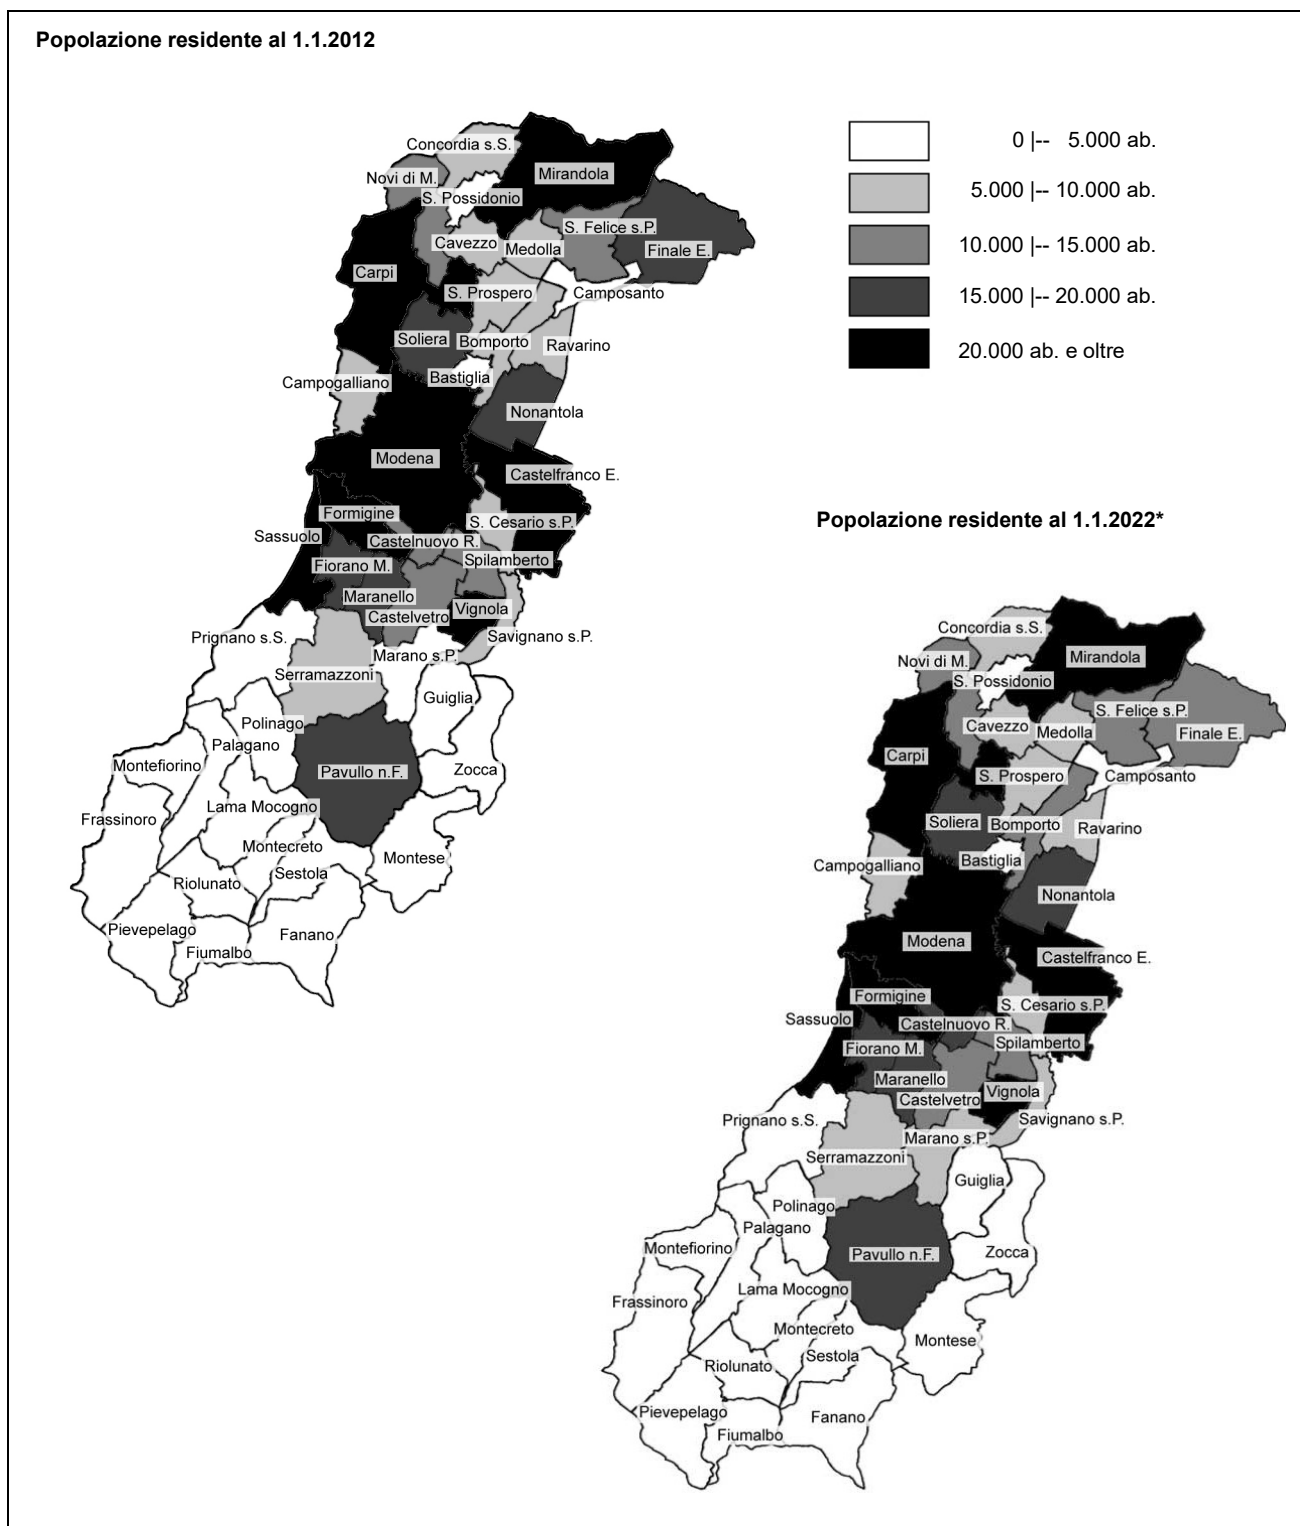 Popolazione residente al 1.1.2012
0 |-- 5.000 ab.
5.000 |-- 10.000 ab.
10.000 |-- 15.000 ab.
15.000 |-- 20.000 ab.
20.000 ab. e oltre
Concordia s.S.
Mirandola
Novi di M.
S. Possidonio
S. Felice s.P.
Cavezzo
Medolla
Finale E.
Carpi
S. Prospero
Camposanto
Soliera
Bomporto
Ravarino
Bastiglia
Campogalliano
Nonantola
Modena
Castelfranco E.
Formigine
S. Cesario s.P.
Sassuolo
Castelnuovo R.
Spilamberto
Fiorano M.
Maranello
Vignola
Castelvetro
Savignano s.P.
Prignano s.S.
Marano s.P.
Serramazzoni
Guiglia
Polinago
Palagano
Montefiorino
Pavullo n.F.
Zocca
Lama Mocogno
Frassinoro
Montecreto
Montese
Sestola
Riolunato
Pievepelago
Fanano
Fiumalbo
Popolazione residente al 1.1.2022*
Concordia s.S.
Mirandola
Novi di M.
S. Possidonio
S. Felice s.P.
Cavezzo
Medolla
Finale E.
Carpi
S. Prospero
Camposanto
Soliera
Bomporto
Ravarino
Bastiglia
Campogalliano
Nonantola
Modena
Castelfranco E.
Formigine
S. Cesario s.P.
Sassuolo
Castelnuovo R.
Spilamberto
Fiorano M.
Maranello
Vignola
Castelvetro
Savignano s.P.
Prignano s.S.
Marano s.P.
Serramazzoni
Guiglia
Polinago
Palagano
Montefiorino
Pavullo n.F.
Zocca
Lama Mocogno
Frassinoro
Montecreto
Montese
Sestola
Riolunato
Pievepelago
Fanano
Fiumalbo